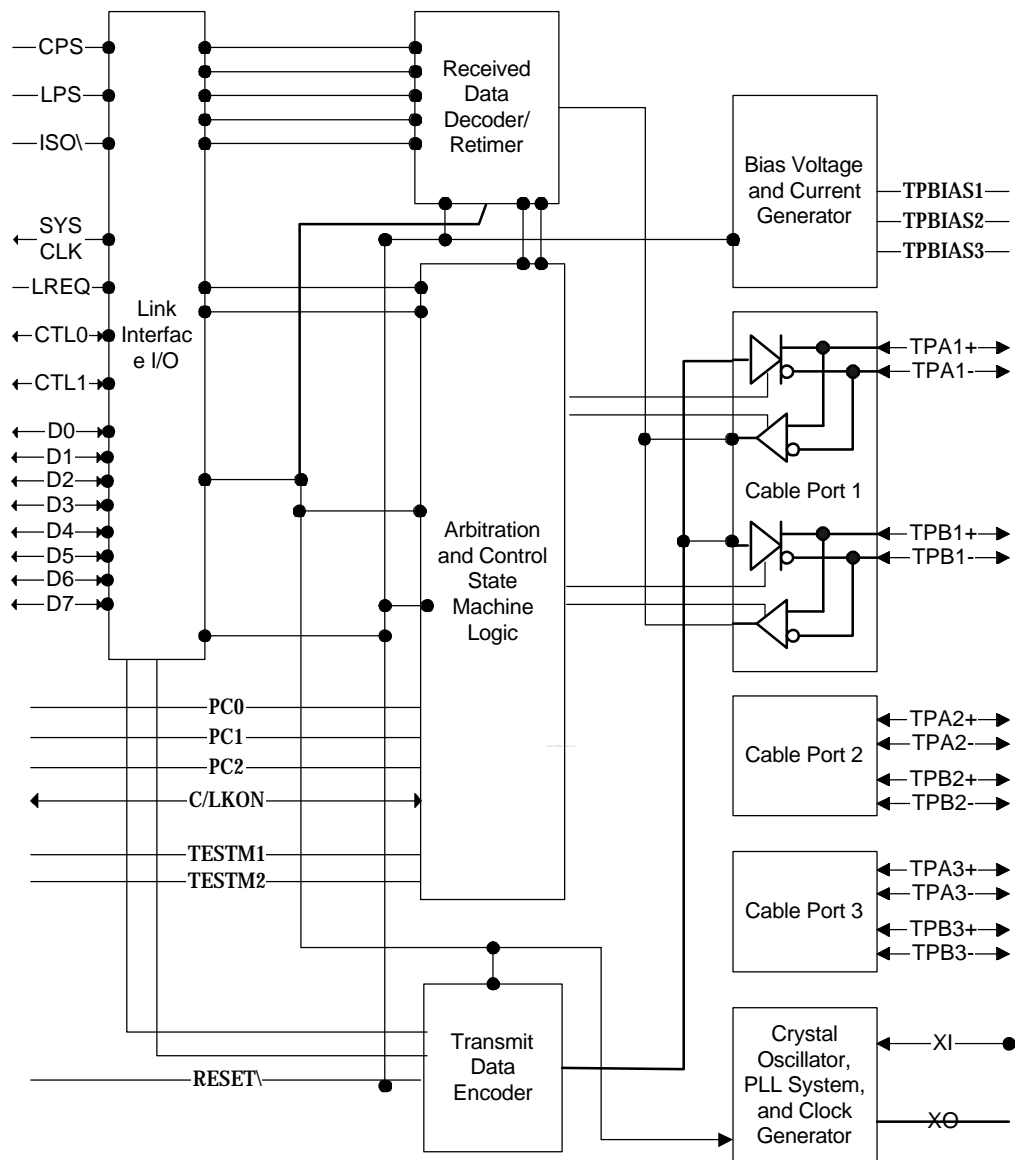 CPS
LPS
ISO\
SYS
CLK
LREQ
CTL0
CTL1
D0
D1
D2
D3
D4
D5
D6
D7
Link
Interfac
e I/O
Received
Data
Decoder/
Retimer
Bias Voltage
and Current
Generator
TPBIAS1
TPBIAS2
TPBIAS3
TPA1+
TPA1-
Cable Port 1
TPB1+
TPB1-
Arbitration
and Control
State
Machine
Logic
PC0
PC1
PC2
C/LKON
TESTM1
TESTM2
Cable Port 2
TPA2+
TPA2-
TPB2+
TPB2-
Cable Port 3
TPA3+
TPA3-
TPB3+
TPB3-
Transmit
Data
Encoder
RESET\
Crystal
Oscillator,
PLL System,
and Clock
Generator
XI
XO